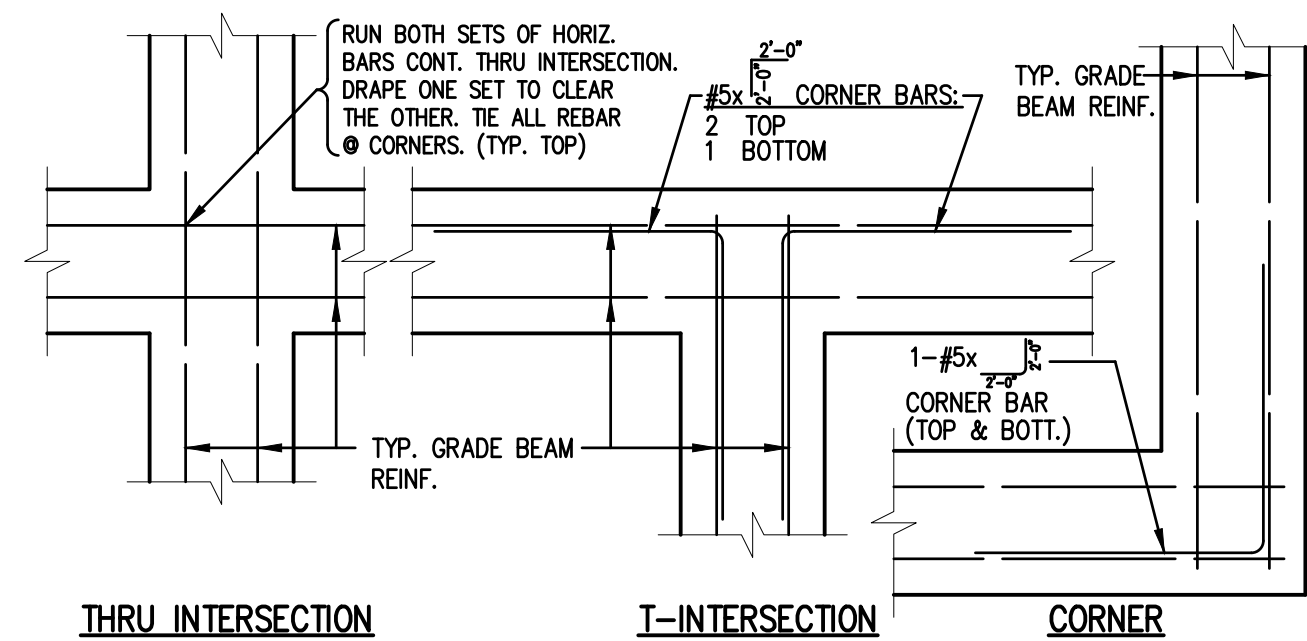 RUN BOTH SETS OF HORIZ.
BARS CONT. THRU INTERSECTION.
DRAPE ONE SET TO CLEAR
THE OTHER. TIE ALL REBAR
@ CORNERS. (TYP. TOP)
2'-0"
2'-0"
#5x CORNER BARS:
2 TOP
1 BOTTOM
TYP. GRADE
BEAM REINF.
1-#5x
2'-0"
2'-0"
CORNER BAR
(TOP & BOTT.)
TYP. GRADE BEAM
REINF.
THRU INTERSECTION
T-INTERSECTION
CORNER